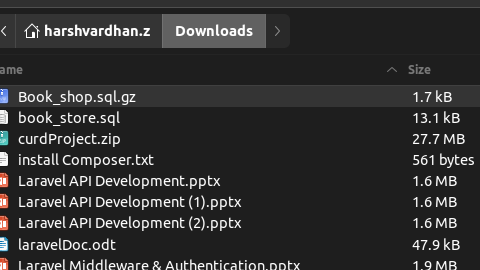 harshvardhan.z Downloads
ame Size
Book_shop.sql.gz 1.7 kB
book_store.sql 13.1 kB
curdProject.zip 27.7 MB
install Composer.txt 561 bytes
Laravel API Development.pptx 1.6 MB
Laravel API Development (1).pptx 1.6 MB
Laravel API Development (2).pptx 1.6 MB
laravelDoc.odt 47.9 kB
Laravel Middleware & Authentication.pptx 1.9 MB